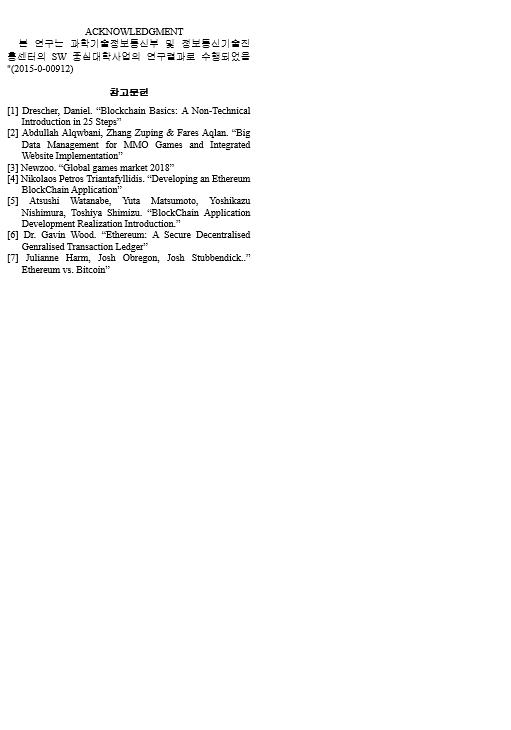 ACKNOWLEDGMENT
본 연구는 과학기술정보통신부 및 정보통신기술진
흥센터의 SW 중심대학사업의 연구결과로 수행되었음
"(2015-0-00912)
참고문헌
[1] Drescher, Daniel. “Blockchain Basics: A Non-Technical
Introduction in 25 Steps”
[2] Abdullah Alqwbani, Zhang Zuping & Fares Aqlan. “Big
Data Management for MMO Games and Integrated
Website Implementation”
[3] Newzoo. “Global games market 2018”
[4] Nikolaos Petros Triantafyllidis. “Developing an Ethereum
BlockChain Application”
[5] Atsushi Watanabe, Yuta Matsumoto, Yoshikazu
Nishimura, Toshiya Shimizu. “BlockChain Application
Development Realization Introduction.”
[6] Dr. Gavin Wood. “Ethereum: A Secure Decentralised
Genralised Transaction Ledger”
[7] Julianne Harm, Josh Obregon, Josh Stubbendick..”
Ethereum vs. Bitcoin”